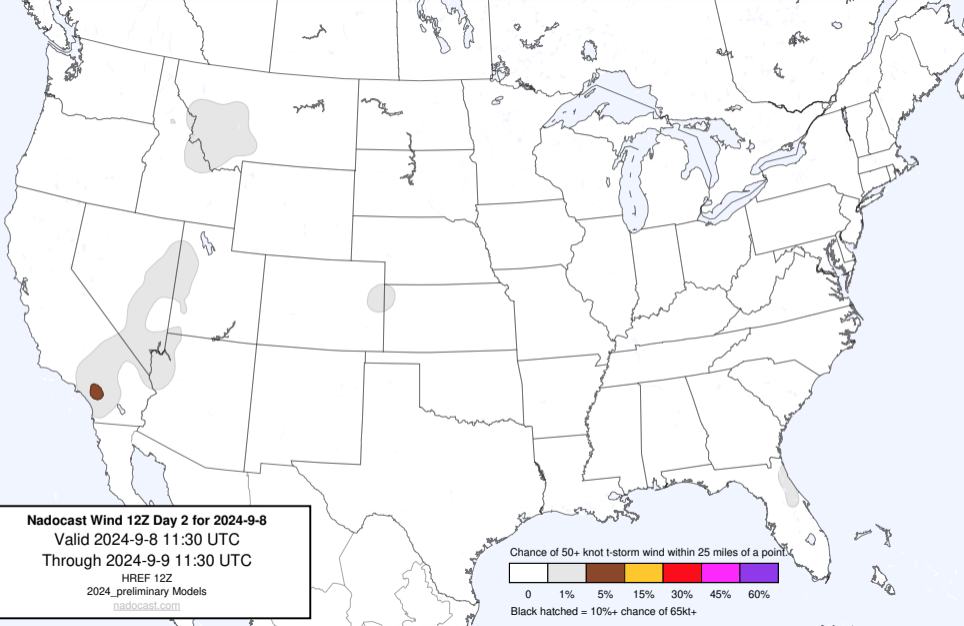 Nadocast Wind 12Z Day 2 for 2024-9-8
Valid 2024-9-8 11:30 UTC
Through 2024-9-9 11:30 UTC
HREF 12Z
2024_preliminary Models
nadocast.com
Chance of 50+ knot t-storm wind within 25 miles of a point.
0 1% 5% 15% 30% 45% 60%
Black hatched = 10%+ chance of 65kt+